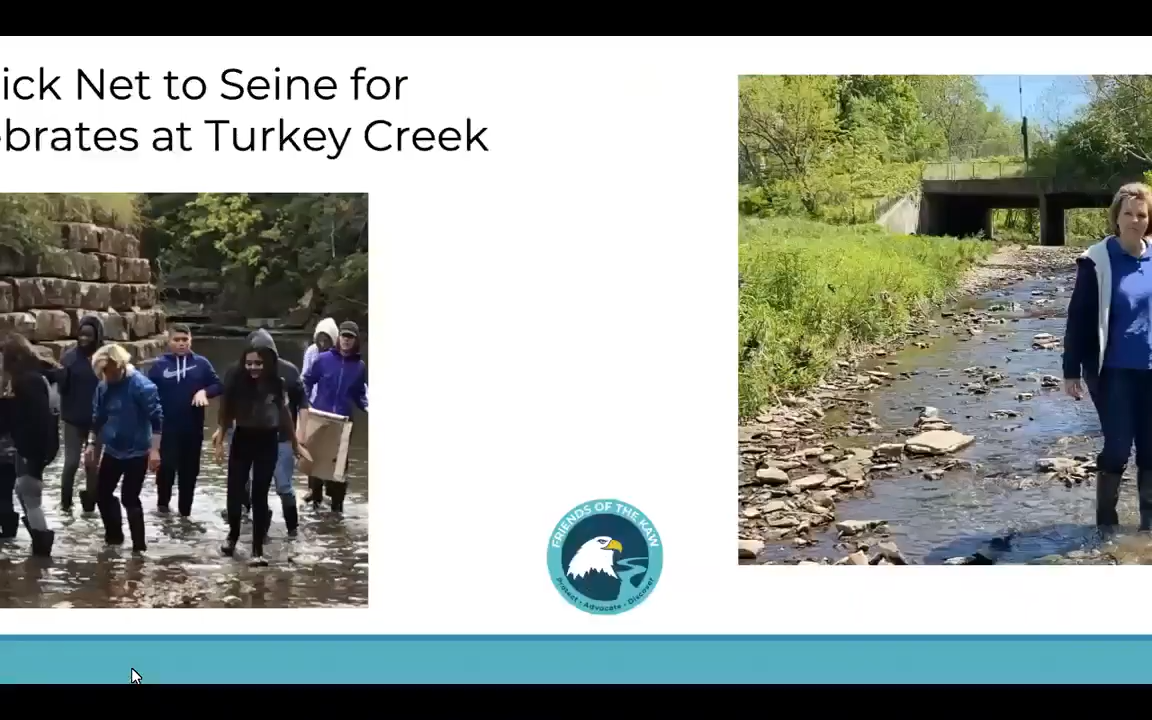 ick Net to Seine for
ebrates at Turkey Creek
FRIENDS OF THE KAW
Protect • Advocate • Discover